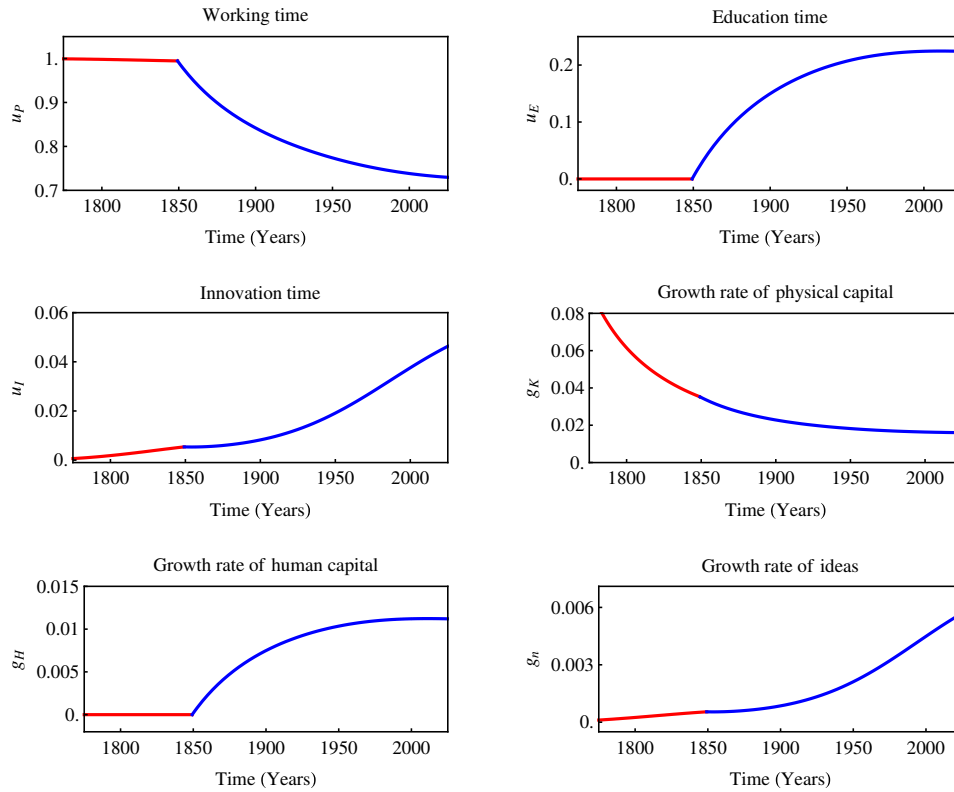 Working time
1.
0.9
0.8
0.7
u_P
1800 1850 1900 1950 2000
Time (Years)
Education time
0.2
0.1
0.
u_E
1800 1850 1900 1950 2000
Time (Years)
Innovation time
0.06
0.04
0.02
0.
u_I
1800 1850 1900 1950 2000
Time (Years)
Growth rate of physical capital
0.08
0.06
0.04
0.02
0.
g_K
1800 1850 1900 1950 2000
Time (Years)
Growth rate of human capital
0.015
0.01
0.005
0.
g_H
1800 1850 1900 1950 2000
Time (Years)
Growth rate of ideas
0.006
0.003
0.
g_n
1800 1850 1900 1950 2000
Time (Years)